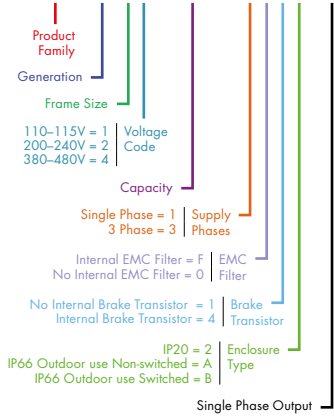 Product
Family
Generation
Frame Size
110–115V = 1
200–240V = 2
380–480V = 4
Voltage
Code
Capacity
Single Phase = 1
3 Phase = 3
Supply
Phases
Internal EMC Filter = F
No Internal EMC Filter = 0
EMC
Filter
No Internal Brake Transistor = 1
Internal Brake Transistor = 4
Brake
Transistor
IP20 = 2
IP66 Outdoor use Non-switched = A
IP66 Outdoor use Switched = B
Enclosure
Type
Single Phase Output